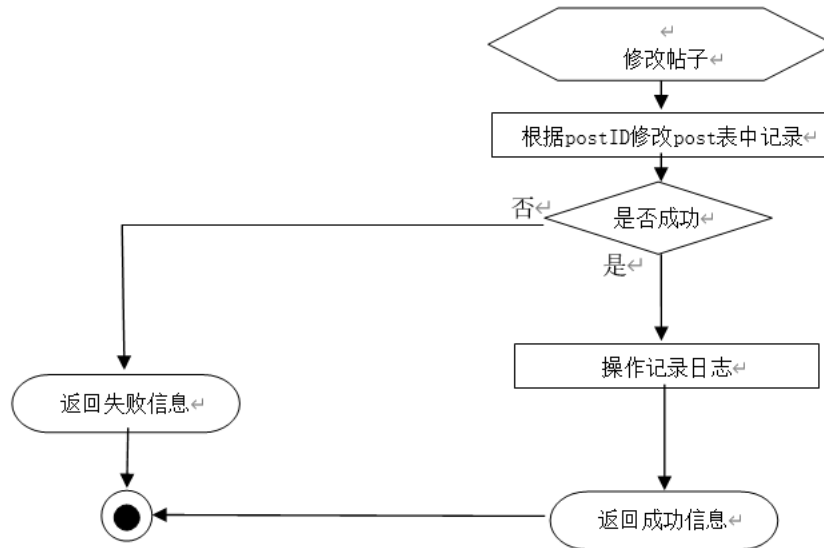 修改帖子
根据postID修改post表中记录
否
是否成功
是
操作记录日志
返回失败信息
返回成功信息